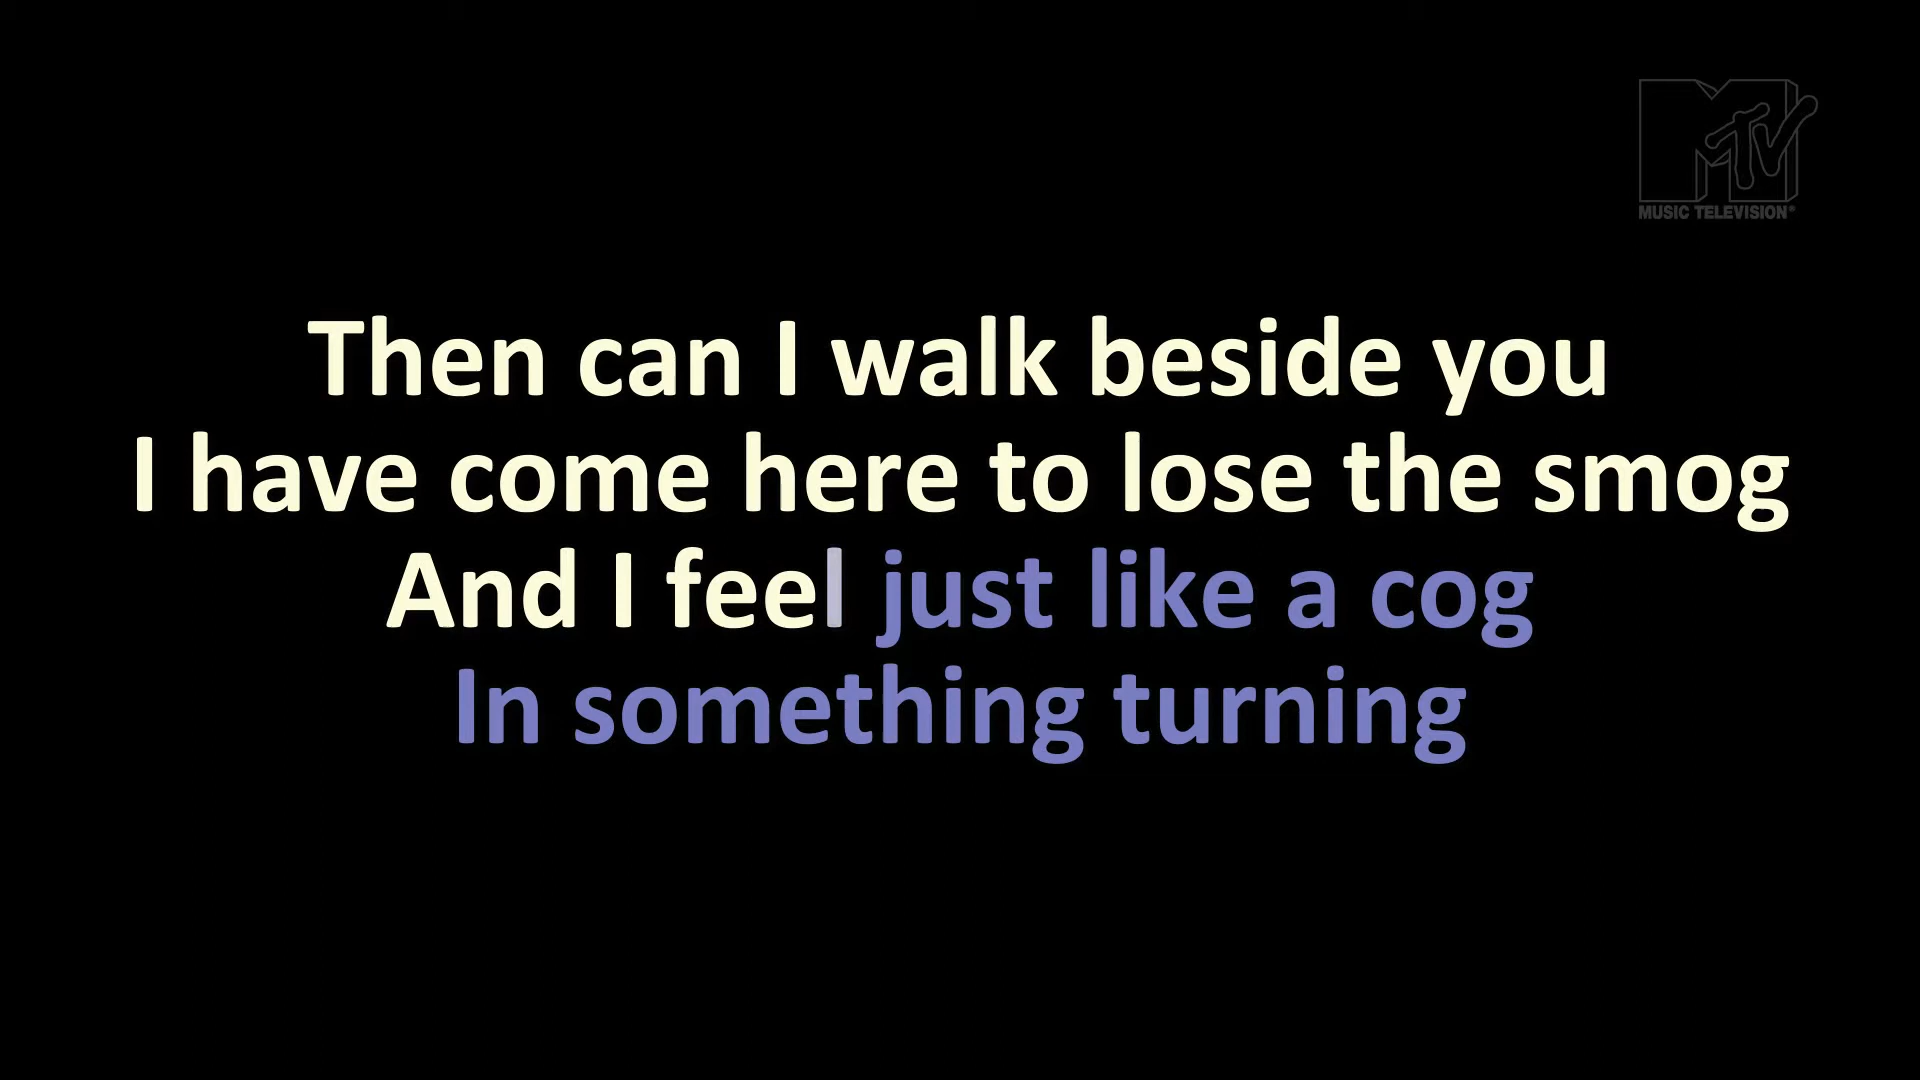 MTV
MUSIC TELEVISION®
Then can I walk beside you
I have come here to lose the smog
And I feel just like a cog
In something turning